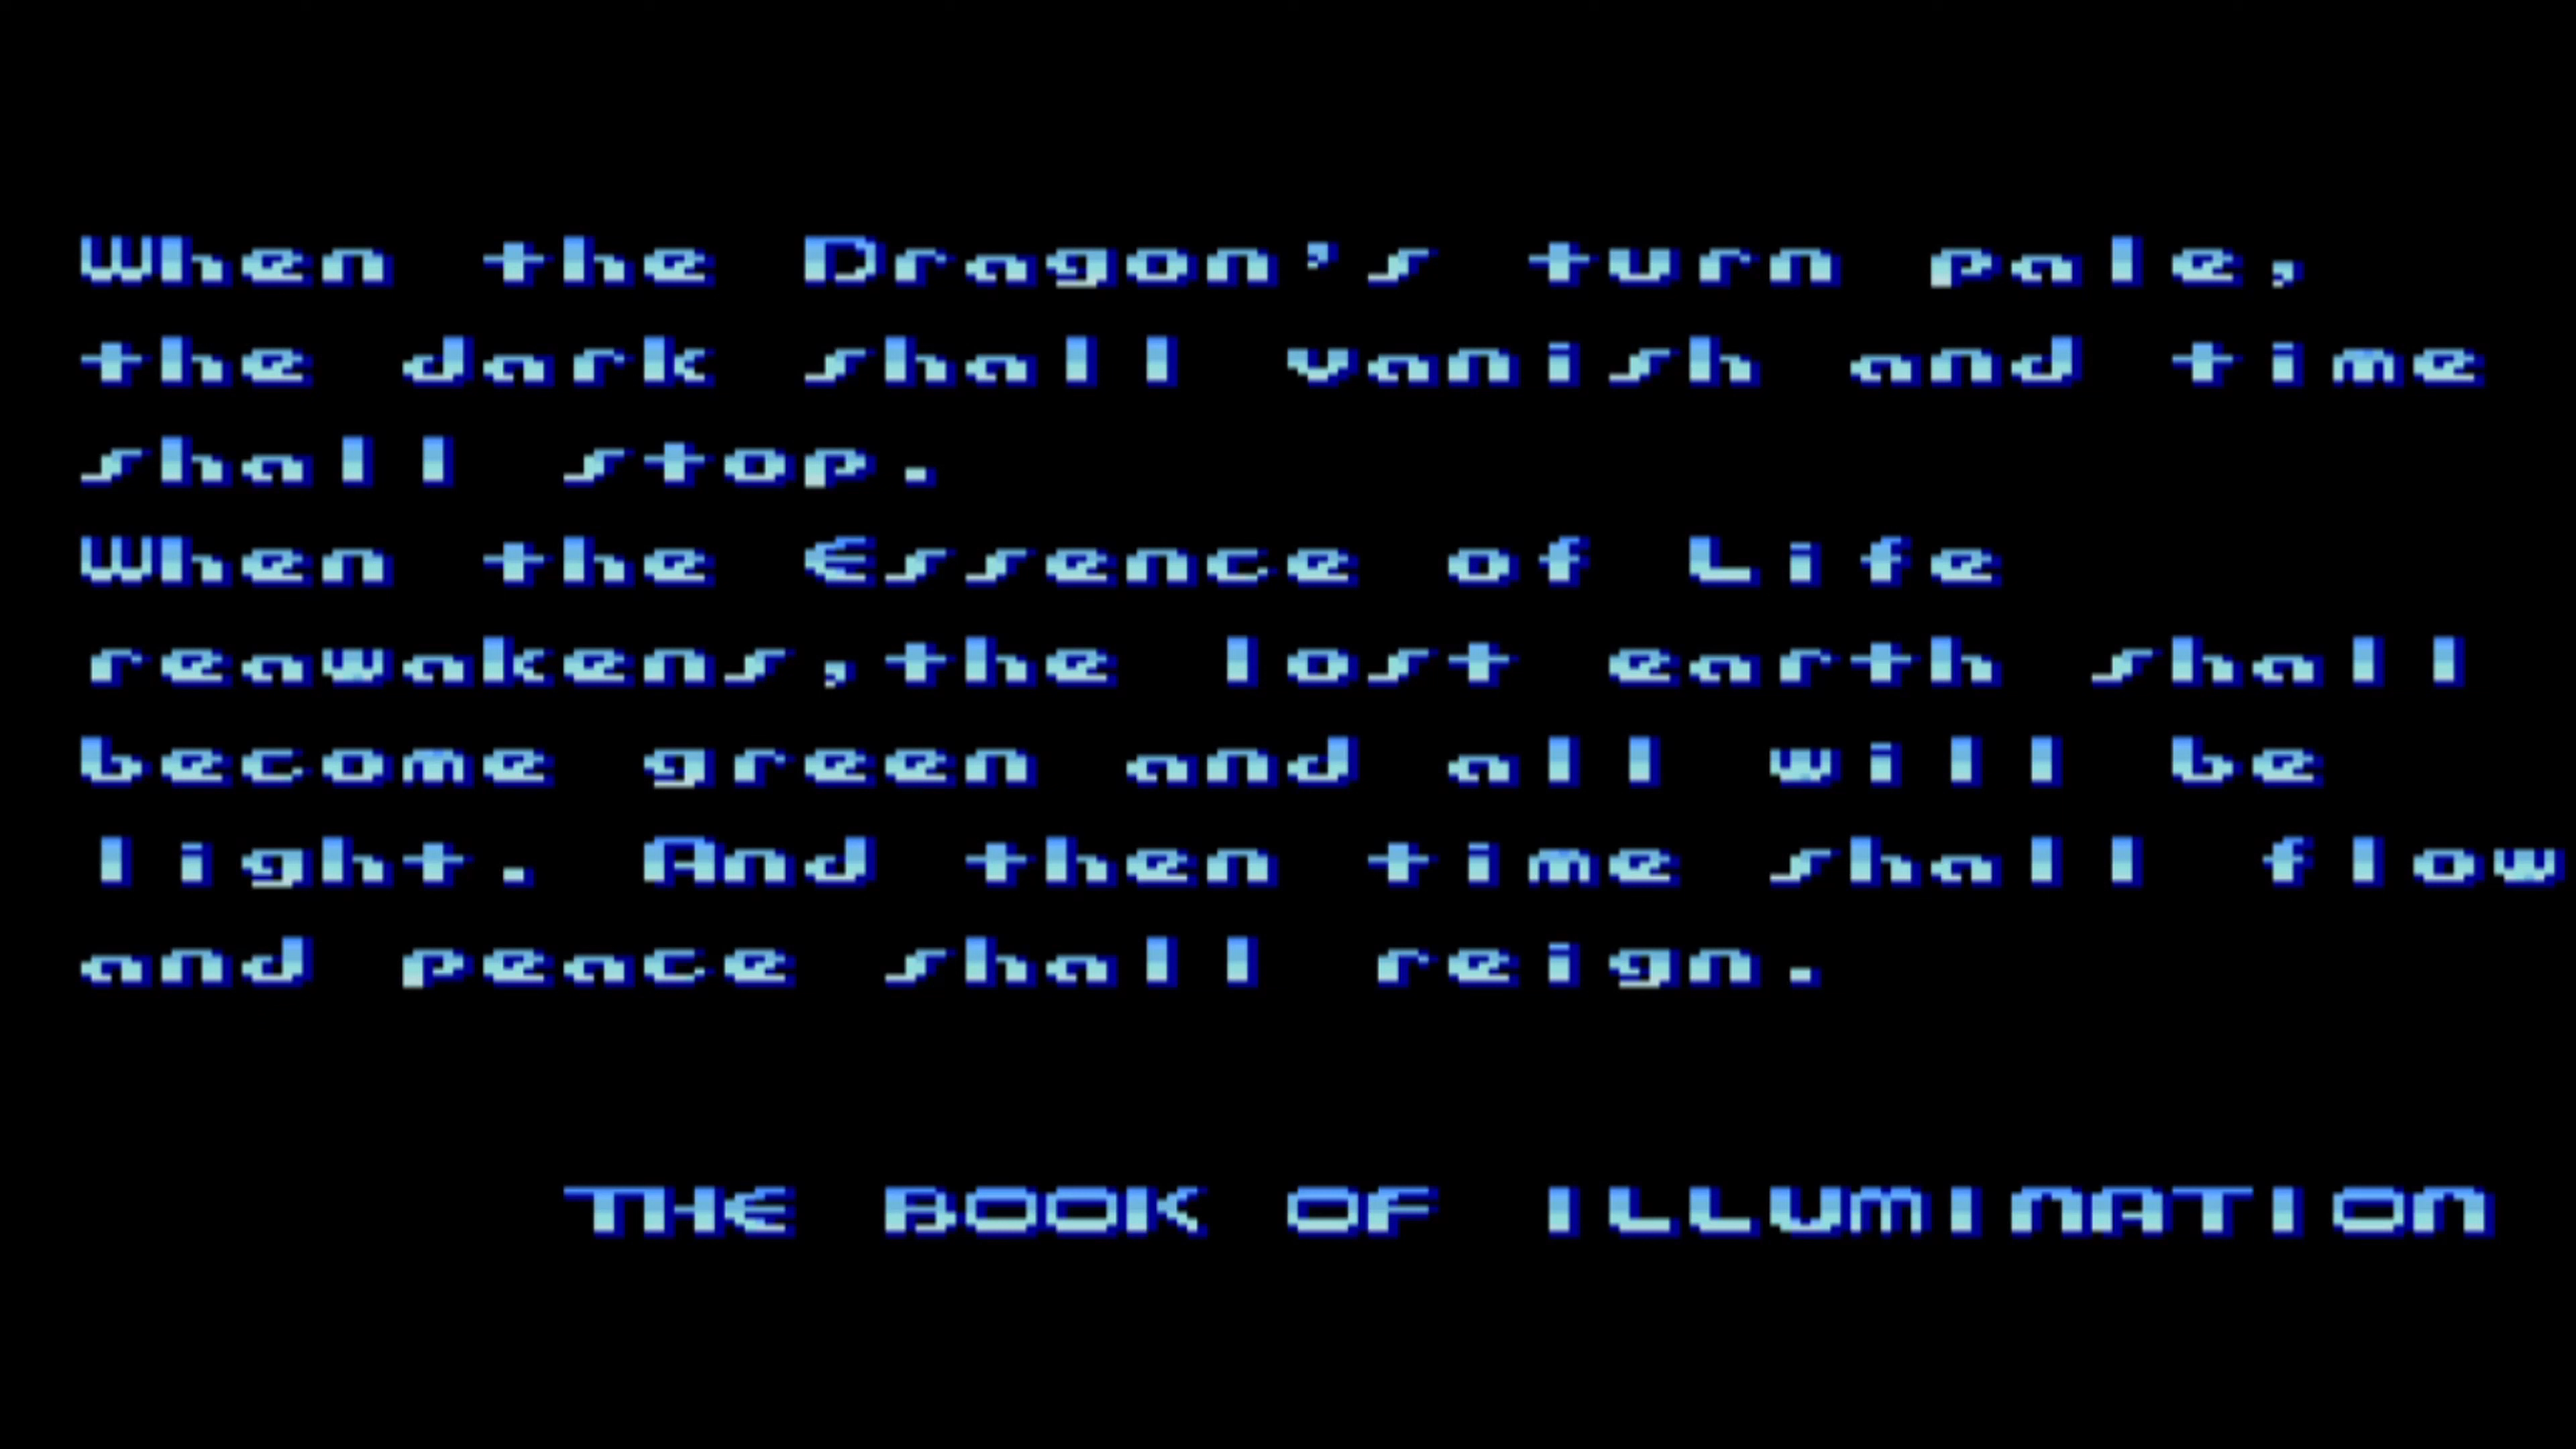 When the Dragon's turn pale,
the dark shall vanish and time
shall stop.
When the Essence of Life
reawakens,the lost earth shall
become green and all will be
light. And then time shall flow
and peace shall reign.
THE BOOK OF ILLUMINATION